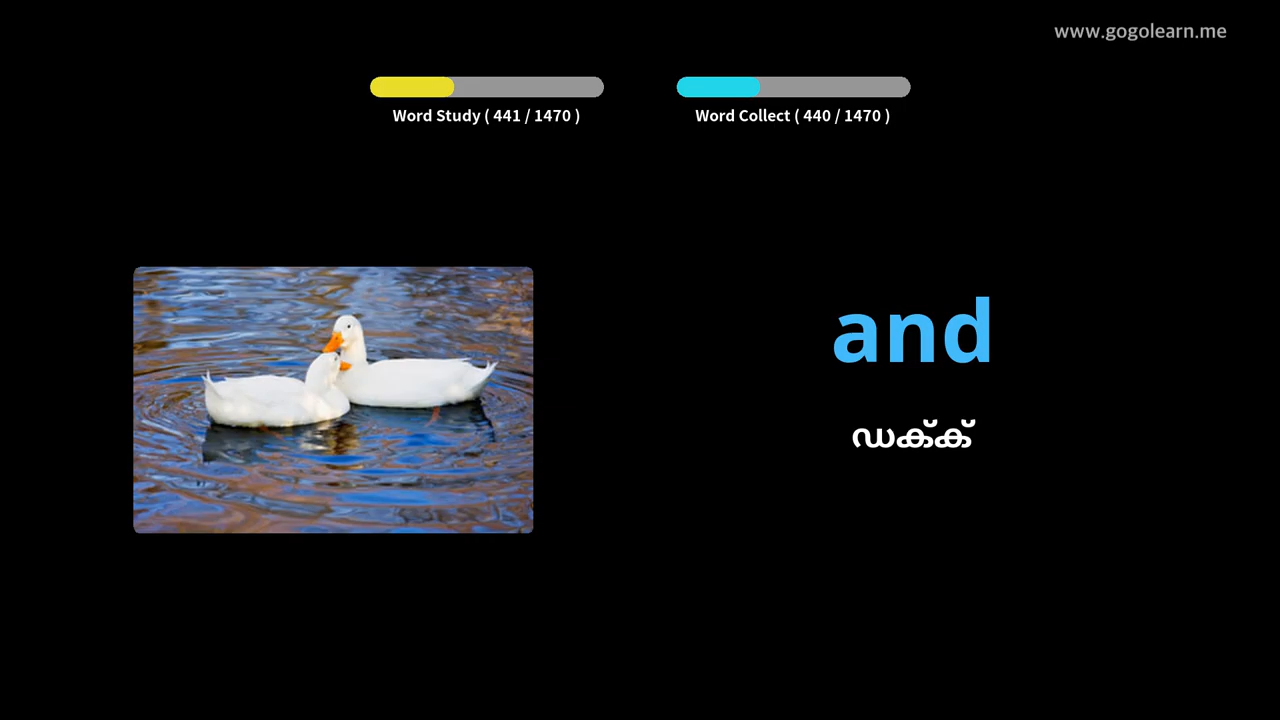 www.gogolearn.me
Word Study ( 441 / 1470 )
Word Collect ( 440 / 1470 )
and
ഡക്ക്